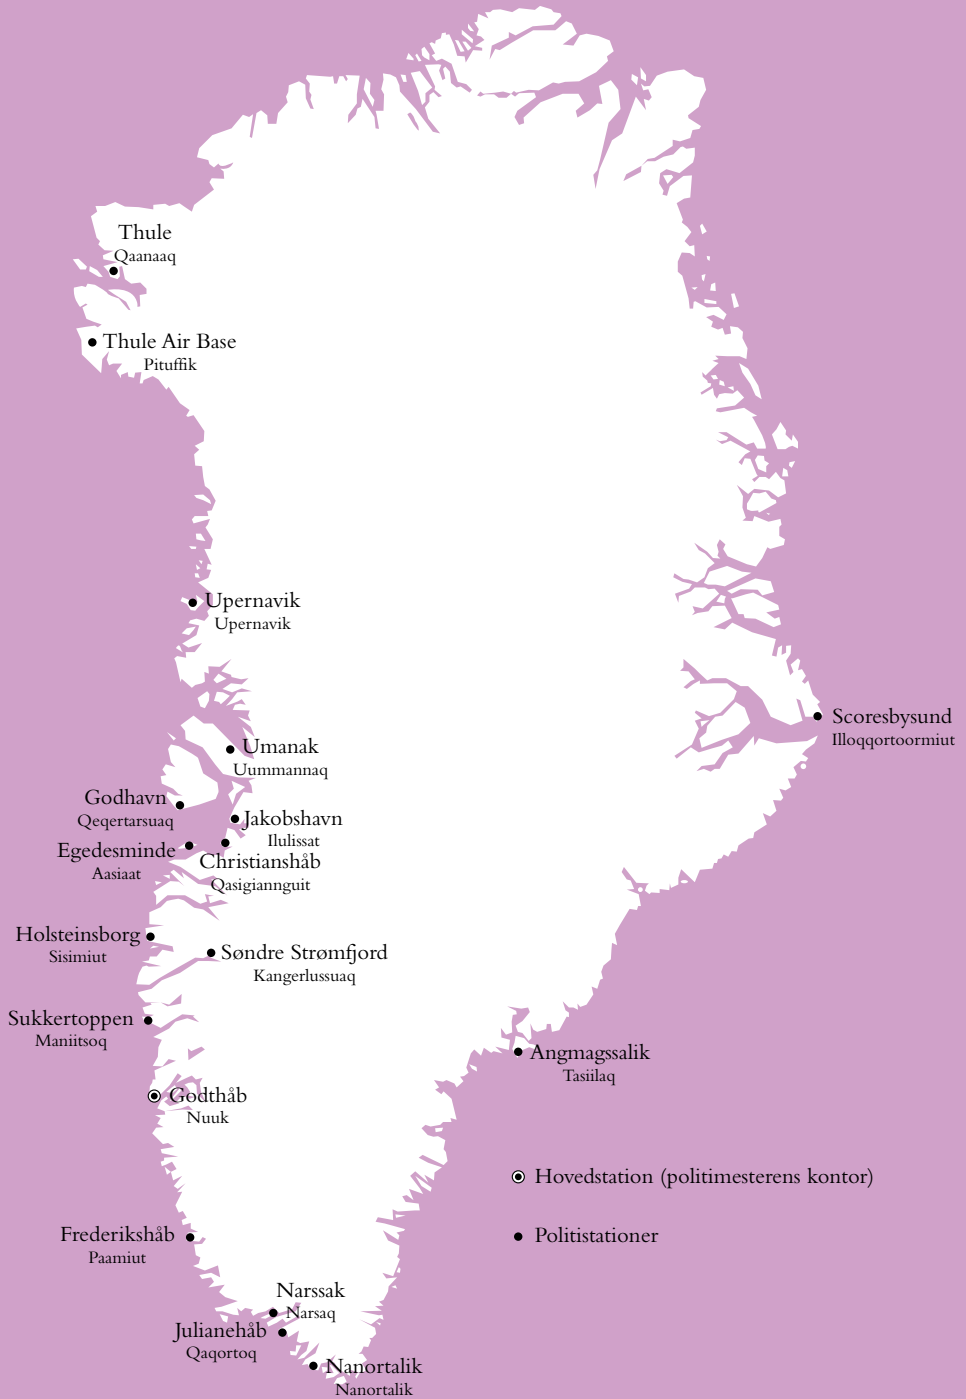 Thule
Qaanaaq
Thule Air Base
Pituffik
Upernavik
Upernavik
Scoresbysund
Illoqqortoormiut
Umanak
Uummannaq
Godhavn
Qeqertarsuaq
Jakobshavn
Ilulissat
Egedesminde
Aasiaat
Christianshåb
Qasigiannguit
Holsteinsborg
Sisimiut
Søndre Strømfjord
Kangerlussuaq
Sukkertoppen
Maniitsoq
Angmagssalik
Tasiilaq
Godthåb
Nuuk
Hovedstation (politimesterens kontor)
Politistationer
Frederikshåb
Paamiut
Narssak
Narsaq
Julianehåb
Qaqortoq
Nanortalik
Nanortalik